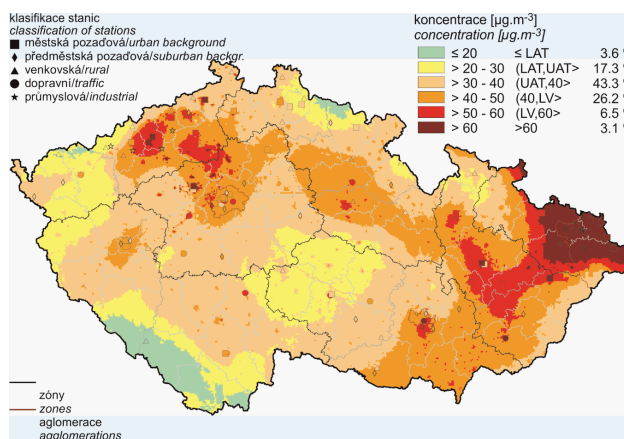 klasifikace stanic
classification of stations
městská pozaďová/urban background
předměstská pozaďová/suburban backgr.
venkovská/rural
dopravní/traffic
průmyslová/industrial
koncentrace [µg.m-³]
concentration [µg.m-³]
≤ 20 ≤ LAT 3.6
> 20 - 30 (LAT,UAT> 17.3
> 30 - 40 (UAT,40> 43.3
> 40 - 50 (40,LV> 26.2
> 50 - 60 (LV,60> 6.5
> 60 >60 3.1
zóny
zones
aglomerace
agglomerations